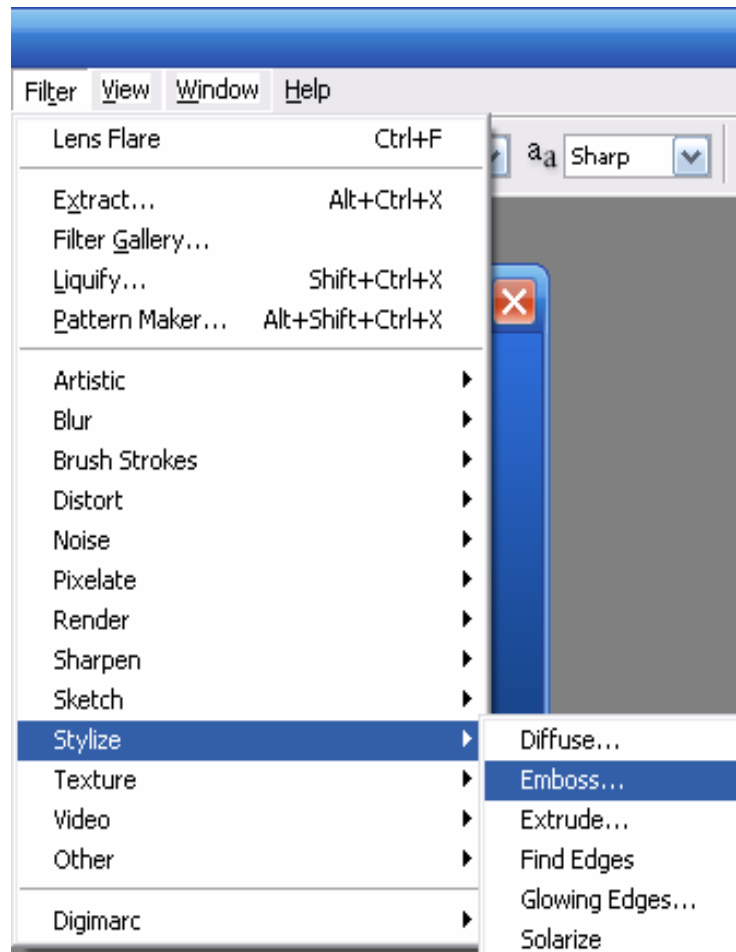 Filter View Window Help
Lens Flare Ctrl+F
aa Sharp
Extract... Alt+Ctrl+X
Filter Gallery...
Liquify... Shift+Ctrl+X
Pattern Maker... Alt+Shift+Ctrl+X
Artistic
Blur
Brush Strokes
Distort
Noise
Pixelate
Render
Sharpen
Sketch
Stylize
Texture
Video
Other
Digimarc
Diffuse...
Emboss...
Extrude...
Find Edges
Glowing Edges...
Solarize